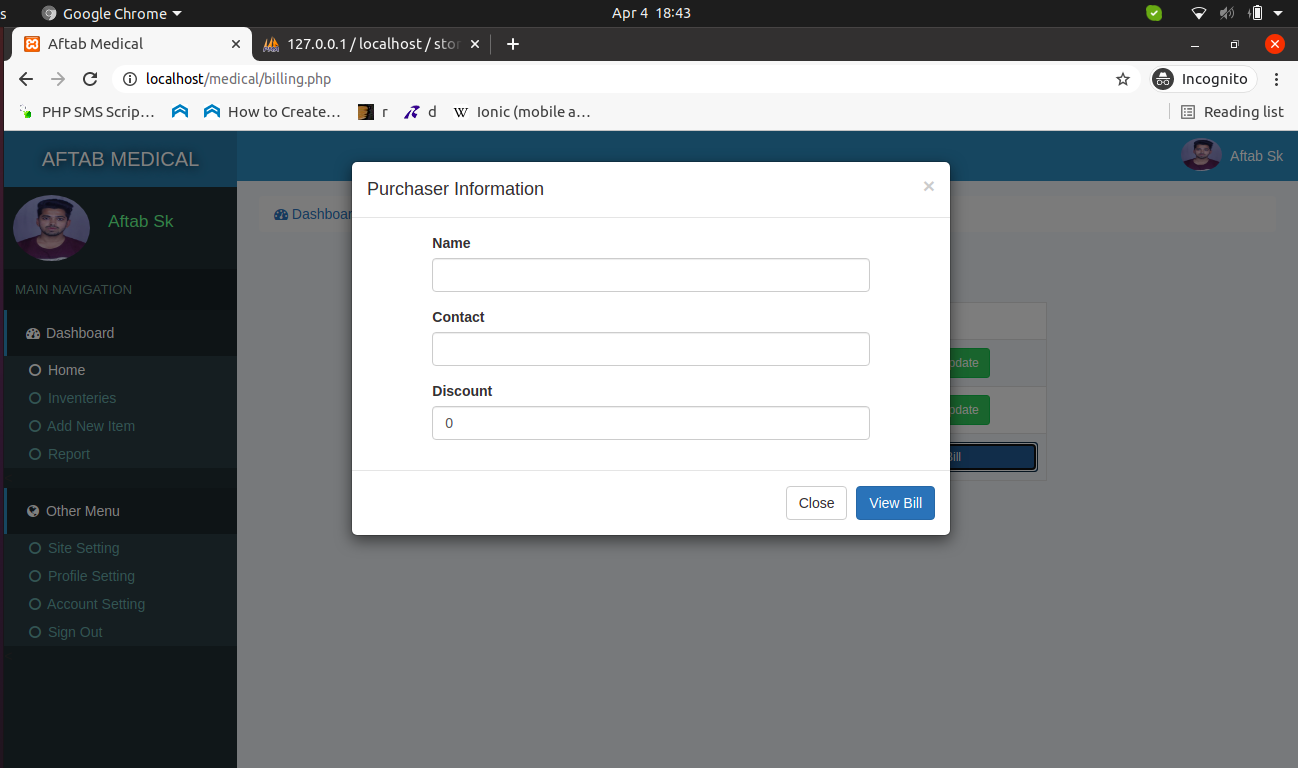 s Google Chrome Apr 4 18:43
Aftab Medical 127.0.0.1 / localhost / stor
localhost/medical/billing.php Incognito
PHP SMS Scrip... How to Create... r d Ionic (mobile a... Reading list
AFTAB MEDICAL Aftab Sk
Aftab Sk
MAIN NAVIGATION
Dashboard
Home
Inventeries
Add New Item
Report
Other Menu
Site Setting
Profile Setting
Account Setting
Sign Out
Dashboar
Purchaser Information ×
Name
Contact
Discount
0
Close View Bill
pdate
pdate
ill